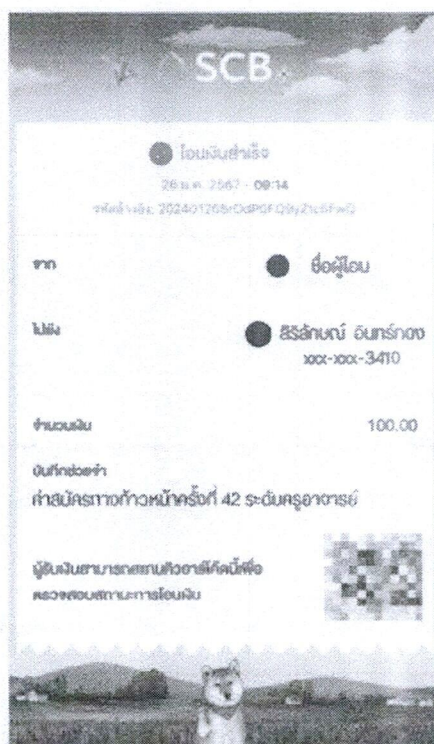 SCB
โอนเงินสำเร็จ
26 ม.ค. 2567 - 09:14
จาก
ชื่อผู้โอน
ไปยัง
สิริลักษณ์ อินทร์ทอง
xxx-xxx-3410
จำนวนเงิน
100.00
บันทึกช่วยจำ
ค่าสมัครทางก้าวหน้าครั้งที่ 42 ระดับครูอาจารย์
ผู้รับเงินสามารถสแกนคิวอาร์โค้ดนี้เพื่อ
ตรวจสอบสถานะการโอนเงิน